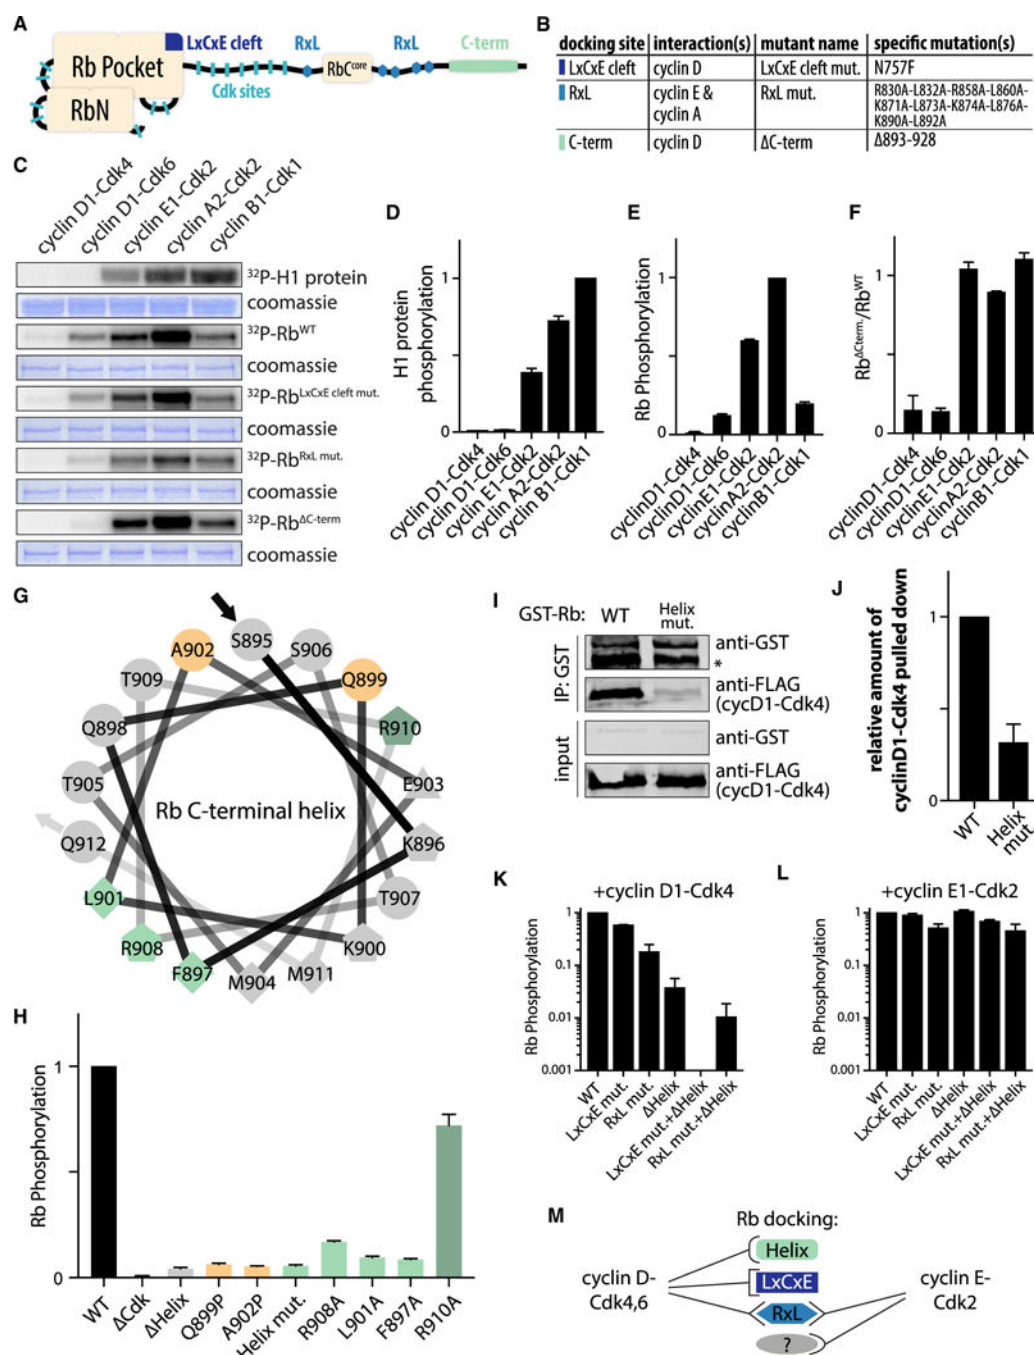 A
LxCxE cleft
RxL
RxL
C-term
Rb Pocket
RbC core
Cdk sites
RbN
B
docking site interaction(s) mutant name specific mutation(s)
LxCxE cleft cyclin D LxCxE cleft mut. N757F
RxL cyclin E & cyclin A RxL mut. R830A-L832A-R858A-L860A-
K871A-L873A-K874A-L876A-
K890A-L892A
C-term cyclin D ΔC-term Δ893-928
C
cyclin D1-Cdk4
cyclin D1-Cdk6
cyclin E1-Cdk2
cyclin A2-Cdk2
cyclin B1-Cdk1
32P-H1 protein
coomassie
32P-Rb WT
coomassie
32P-Rb LxCxE cleft mut.
coomassie
32P-Rb RxL mut.
coomassie
32P-Rb ΔC-term
coomassie
D
H1 protein
phosphorylation
1
0
cyclin D1-Cdk4
cyclin D1-Cdk6
cyclin E1-Cdk2
cyclin A2-Cdk2
cyclin B1-Cdk1
E
Rb Phosphorylation
1
0
cyclinD1-Cdk4
cyclin D1-Cdk6
cyclinE1-Cdk2
cyclin A2-Cdk2
cyclinB1-Cdk1
F
Rb ΔCterm./Rb WT
1
0
cyclinD1-Cdk4
cyclin D1-Cdk6
cyclinE1-Cdk2
cyclinA2-Cdk2
cyclinB1-Cdk1
G
S895
A902
S906
T909
Q899
Q898
R910
T905
E903
Rb C-terminal helix
Q912
K896
L901
T907
R908
K900
F897
M904
M911
H
Rb Phosphorylation
1
0
WT
ΔCdk
ΔHelix
Q899P
A902P
Helix mut.
R908A
L901A
F897A
R910A
I
GST-Rb:
WT
Helix
mut.
IP: GST
anti-GST
*
anti-FLAG
(cycD1-Cdk4)
input
anti-GST
anti-FLAG
(cycD1-Cdk4)
J
relative amount of
cyclinD1-Cdk4 pulled down
1
0
WT
Helix
mut
K
+cyclin D1-Cdk4
Rb Phosphorylation
1
0.1
0.01
0.001
WT
LxCxE mut.
RxL mut.
ΔHelix
LxCxE mut.+ΔHelix
RxL mut.+ΔHelix
L
+cyclin E1-Cdk2
Rb Phosphorylation
1
0.1
0.01
0.001
WT
LxCxE mut.
RxL mut.
ΔHelix
LxCxE mut.+ΔHelix
RxL mut.+ΔHelix
M
Rb docking:
Helix
cyclin D-
Cdk4,6
LxCxE
RxL
?
cyclin E-
Cdk2